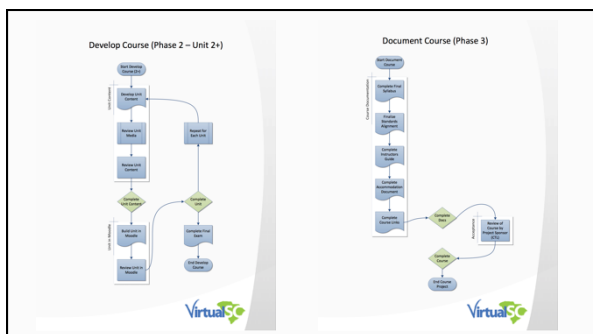 Develop Course (Phase 2 – Unit 2+)
Start Develop
Course Unit
Unit Content
Develop Unit
Content
Review Unit
Media
Repeat for
Each Unit
Review Unit
Content
Complete
Unit Content
Complete
Unit
Unit in Moodle
Build Unit in
Moodle
Complete Final
Exam
Review Unit in
Moodle
End Develop
Course
VirtualSC
Document Course (Phase 3)
Start Document
Course
Course Documentation
Complete Final
Syllabus
Finalize
Standards
Alignment
Complete
Instructors
Guide
Complete
Accommodation
Document
Complete
Course Links
Complete
Docs
Acceptance
Review of
Course by
Project Sponsor
Complete
Course
End Course
Project
VirtualSC